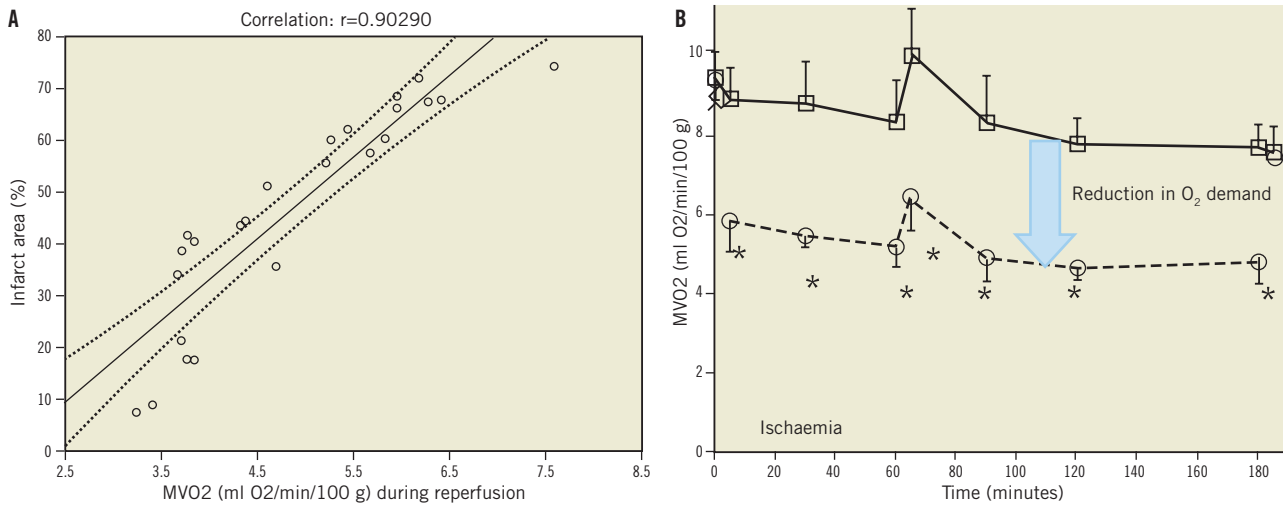 A
Correlation: r=0.90290
Infarct area (%)
80
70
60
50
40
30
20
10
0
2.5 3.5 4.5 5.5 6.5 7.5 8.5
MVO2 (ml O2/min/100 g) during reperfusion
B
MVO2 (ml O2/min/100 g)
10
8
6
4
2
0
Reduction in O₂ demand
* * * * * * *
Ischaemia
0 20 40 60 80 100 120 140 160 180
Time (minutes)